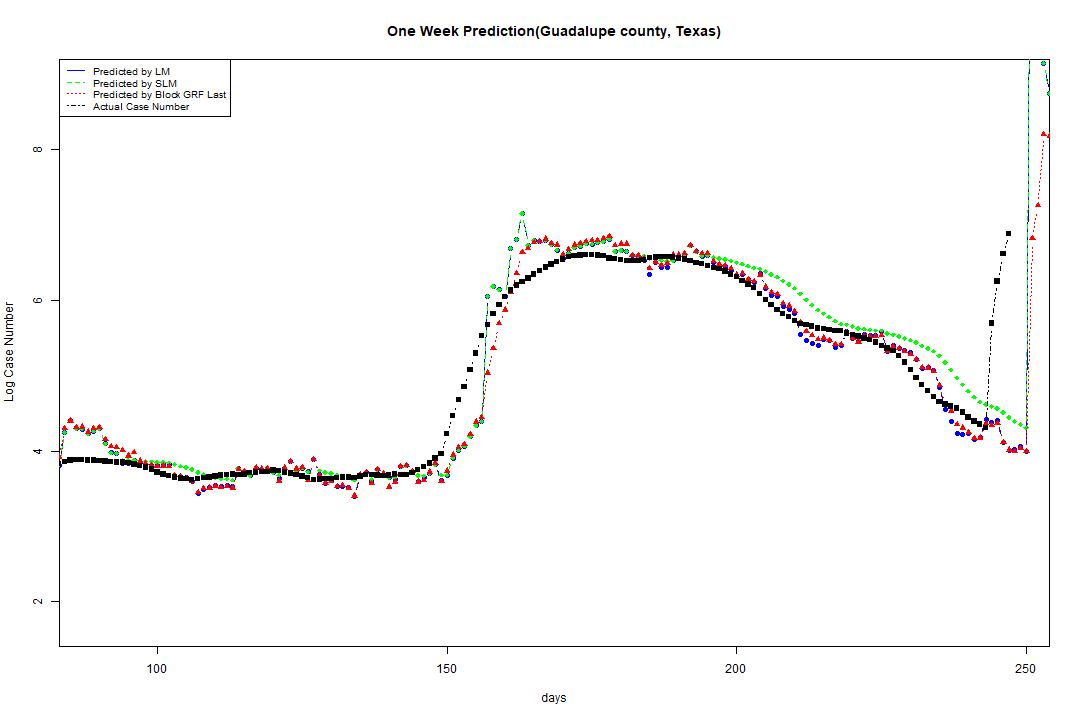 One Week Prediction(Guadalupe county, Texas)
Predicted by LM
Predicted by SLM
Predicted by Block GRF Last
Actual Case Number
8
6
4
2
Log Case Number
100 150 200 250
days